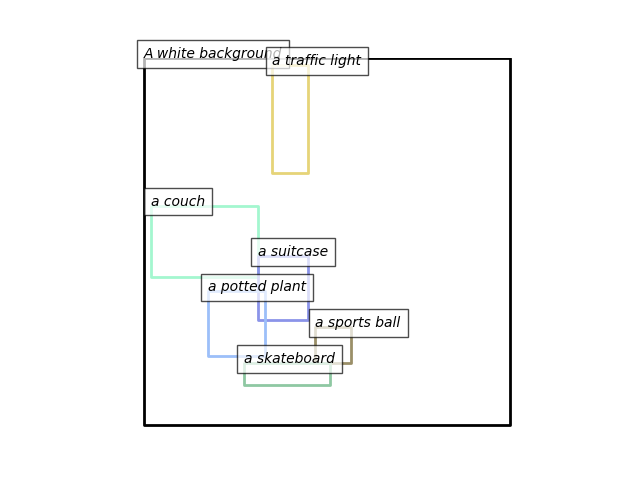 A white background
a traffic light
a couch
a suitcase
a potted plant
a sports ball
a skateboard